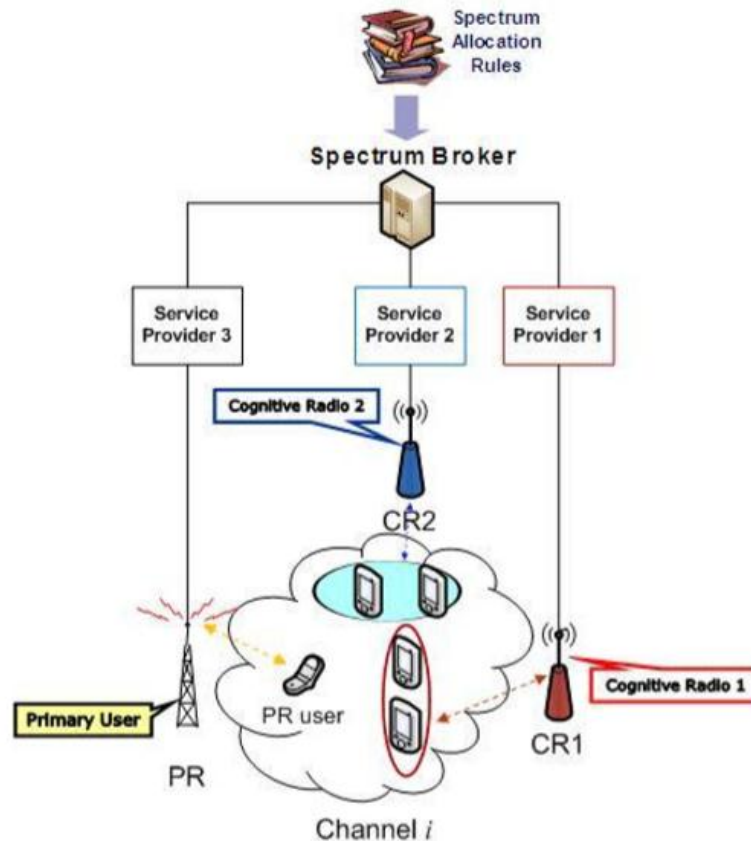 Spectrum
Allocation
Rules
Spectrum Broker
Service
Provider 3
Service
Provider 2
Service
Provider 1
Cognitive Radio 2
CR2
PR user
Primary User
Cognitive Radio 1
PR
CR1
Channel i